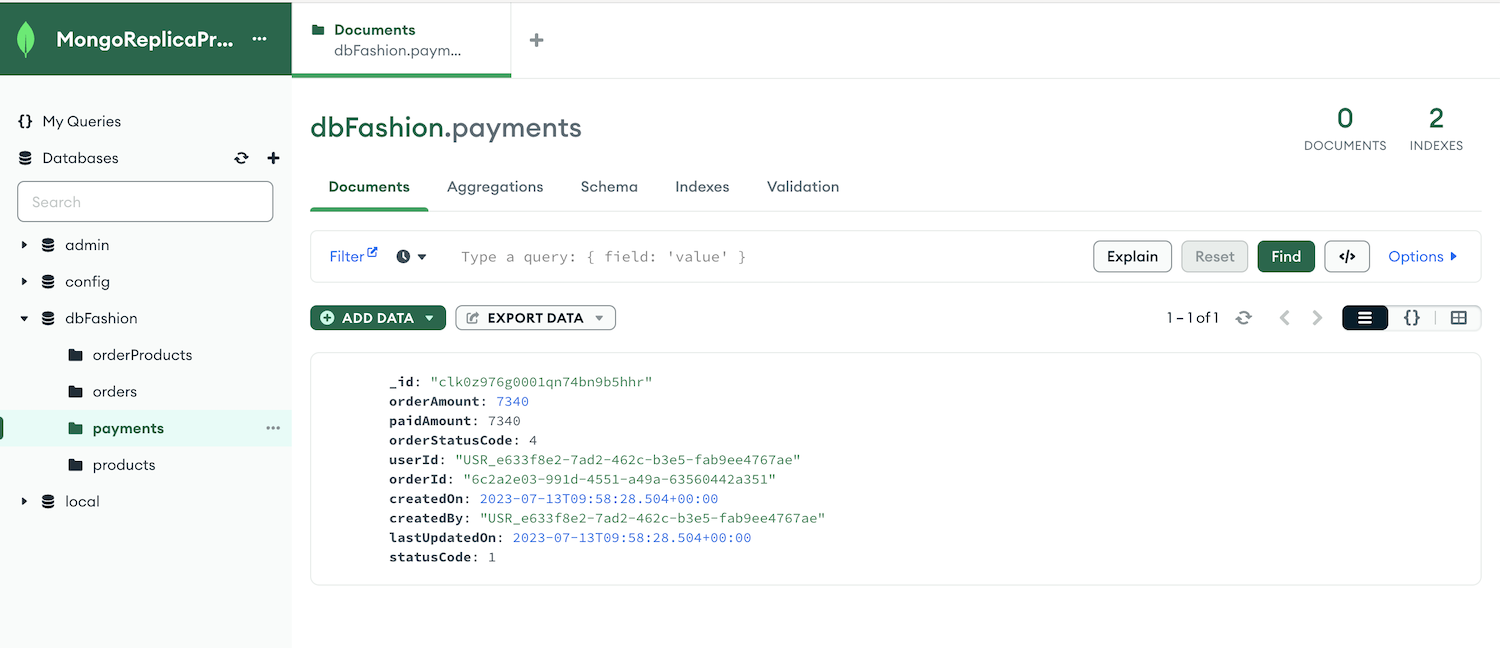 MongoReplicaPr...
Documents
dbFashion.paym...
My Queries
Databases
Search
admin
config
dbFashion
orderProducts
orders
payments
products
local
dbFashion.payments
0
DOCUMENTS
2
INDEXES
Documents Aggregations Schema Indexes Validation
Filter Type a query: { field: 'value' } Explain Reset Find </> Options
ADD DATA EXPORT DATA 1 – 1 of 1 {}
_id: "clk0z976g0001qn74bn9b5hhr"
orderAmount: 7340
paidAmount: 7340
orderStatusCode: 4
userId: "USR_e633f8e2-7ad2-462c-b3e5-fab9ee4767ae"
orderId: "6c2a2e03-991d-4551-a49a-63560442a351"
createdOn: 2023-07-13T09:58:28.504+00:00
createdBy: "USR_e633f8e2-7ad2-462c-b3e5-fab9ee4767ae"
lastUpdatedOn: 2023-07-13T09:58:28.504+00:00
statusCode: 1